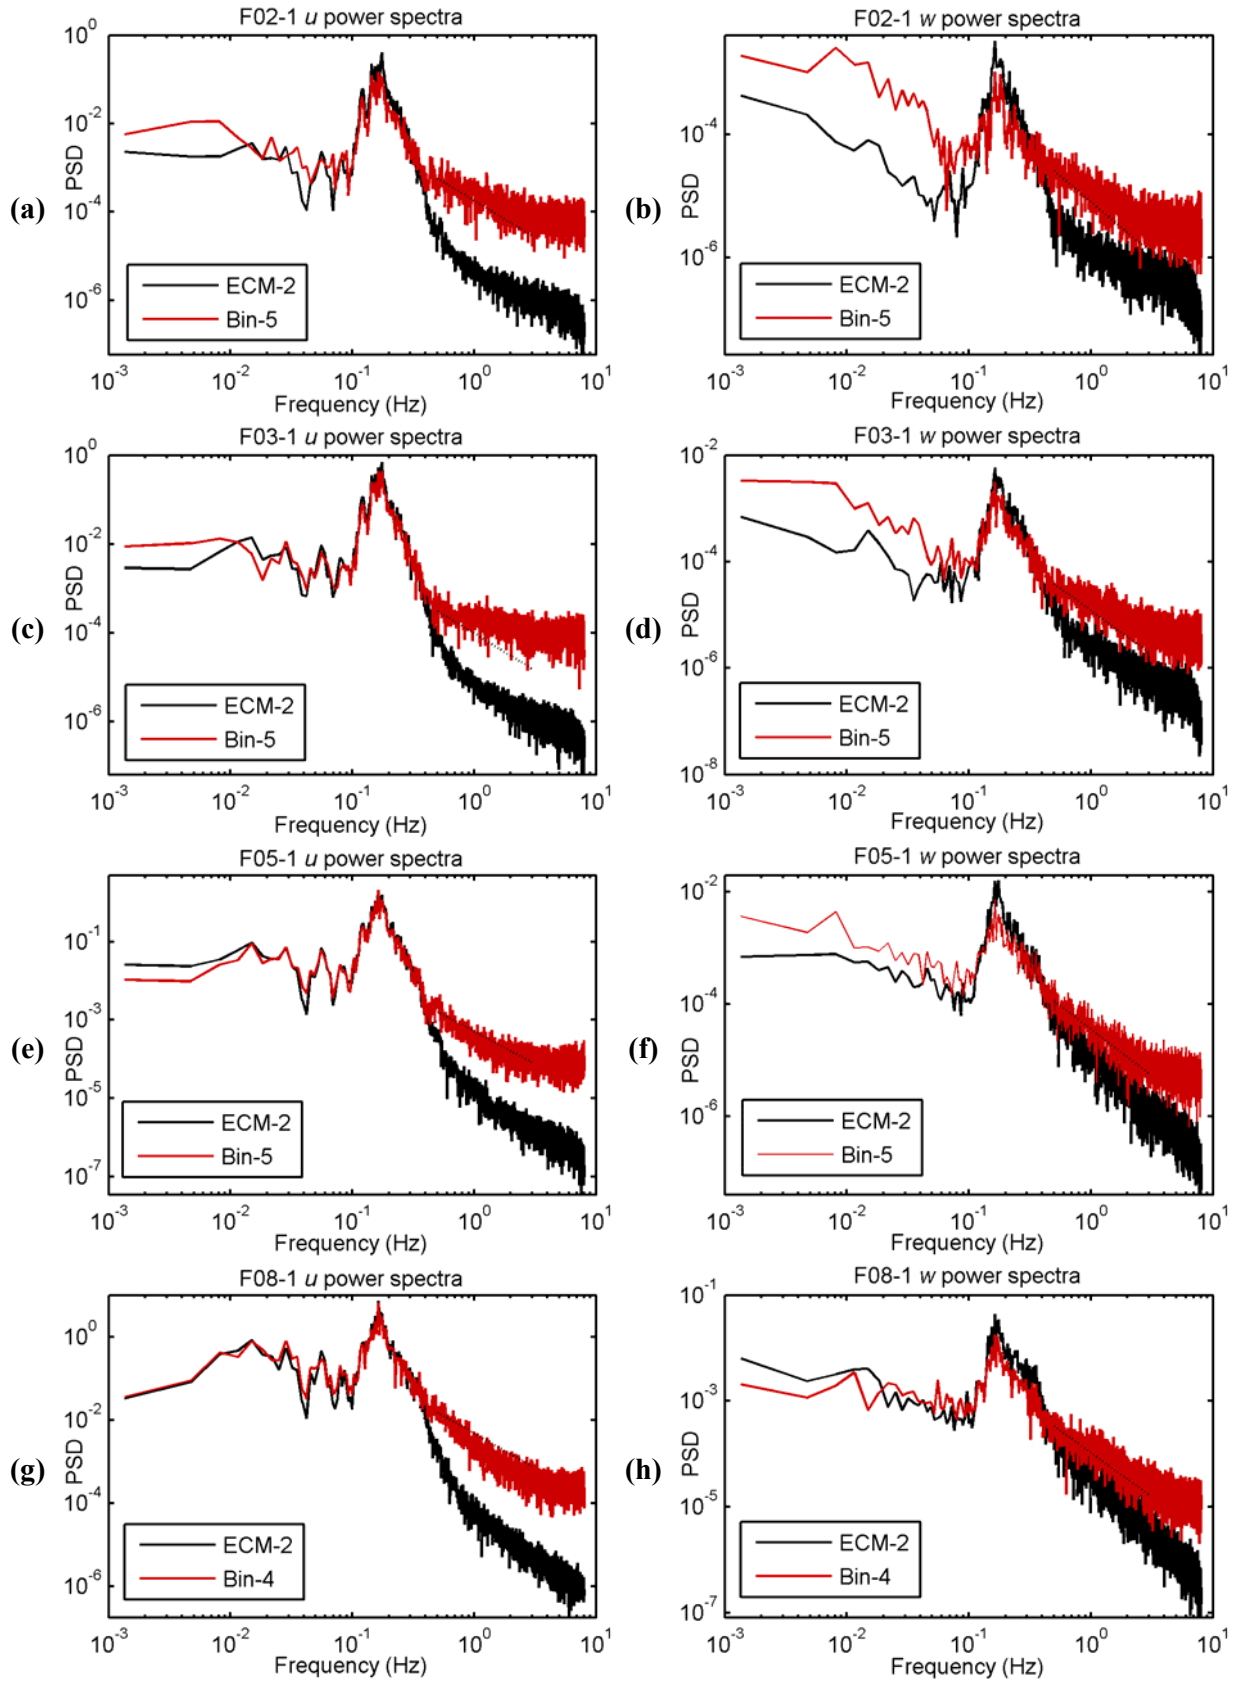 F02-1 u power spectra
10^0
10^-2
10^-4
10^-6
PSD
(a)
ECM-2
Bin-5
10^-3 10^-2 10^-1 10^0 10^1
Frequency (Hz)
F02-1 w power spectra
10^-4
10^-6
PSD
(b)
ECM-2
Bin-5
10^-3 10^-2 10^-1 10^0 10^1
Frequency (Hz)
F03-1 u power spectra
10^0
10^-2
10^-4
10^-6
PSD
(c)
ECM-2
Bin-5
10^-3 10^-2 10^-1 10^0 10^1
Frequency (Hz)
F03-1 w power spectra
10^-2
10^-4
10^-6
10^-8
PSD
(d)
ECM-2
Bin-5
10^-3 10^-2 10^-1 10^0 10^1
Frequency (Hz)
F05-1 u power spectra
10^-1
10^-3
10^-5
10^-7
PSD
(e)
ECM-2
Bin-5
10^-3 10^-2 10^-1 10^0 10^1
Frequency (Hz)
F05-1 w power spectra
10^-2
10^-4
10^-6
PSD
(f)
ECM-2
Bin-5
10^-3 10^-2 10^-1 10^0 10^1
Frequency (Hz)
F08-1 u power spectra
10^0
10^-2
10^-4
10^-6
PSD
(g)
ECM-2
Bin-4
10^-3 10^-2 10^-1 10^0 10^1
Frequency (Hz)
F08-1 w power spectra
10^-1
10^-3
10^-5
10^-7
PSD
(h)
ECM-2
Bin-4
10^-3 10^-2 10^-1 10^0 10^1
Frequency (Hz)